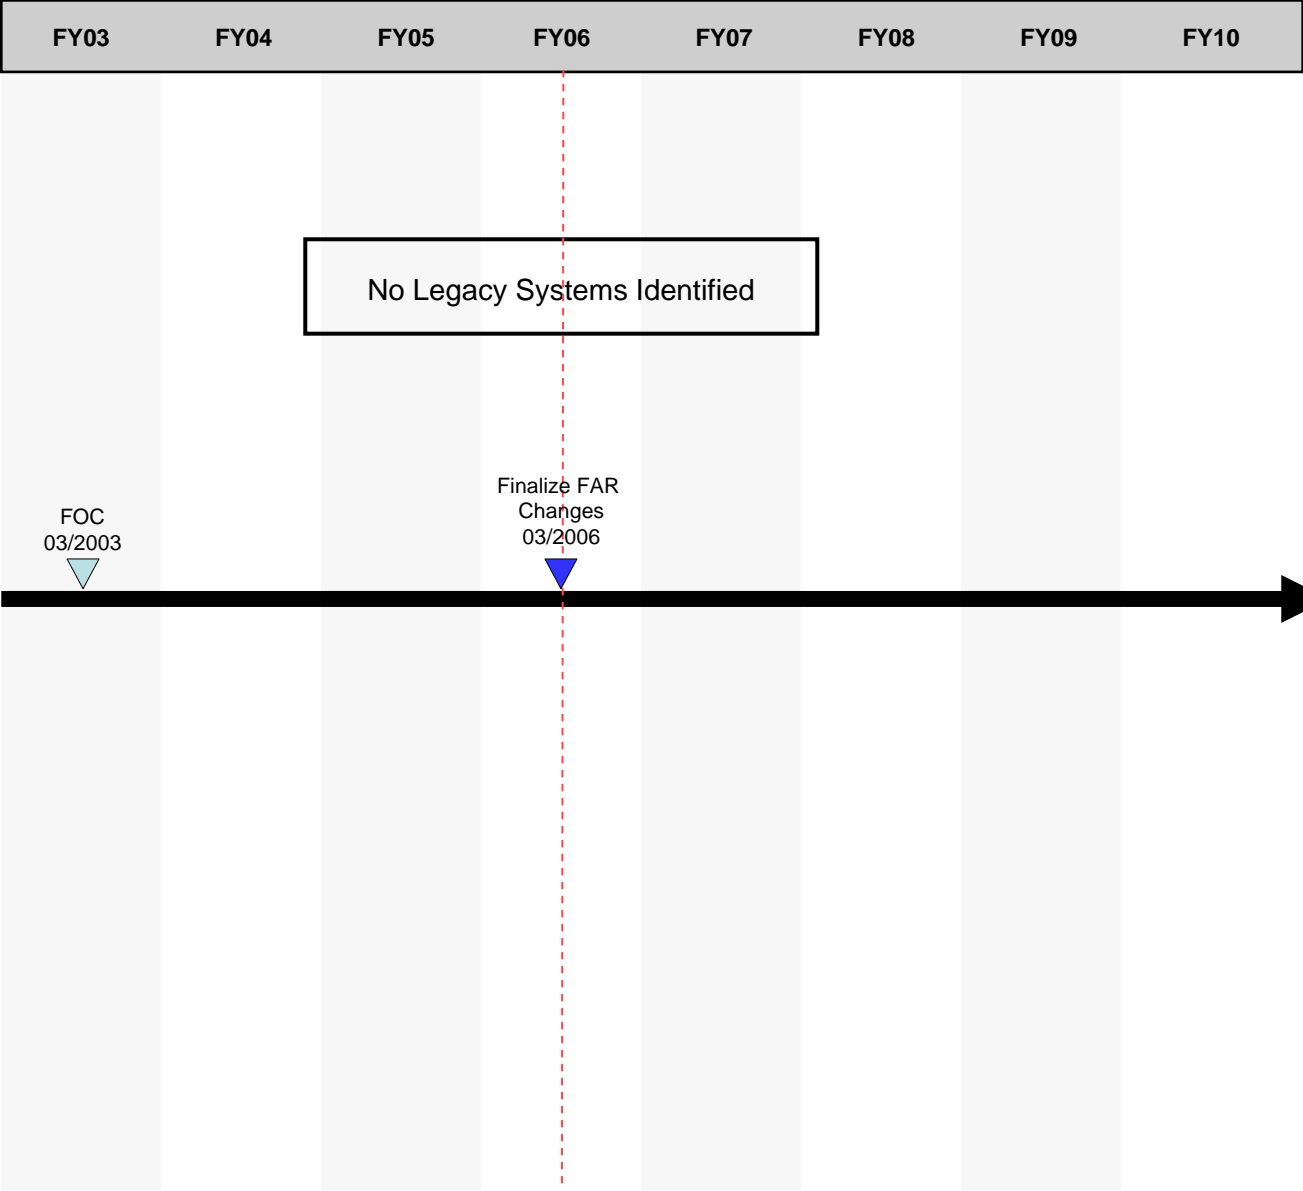 FY03 FY04 FY05 FY06 FY07 FY08 FY09 FY10
No Legacy Systems Identified
FOC
03/2003
Finalize FAR
Changes
03/2006